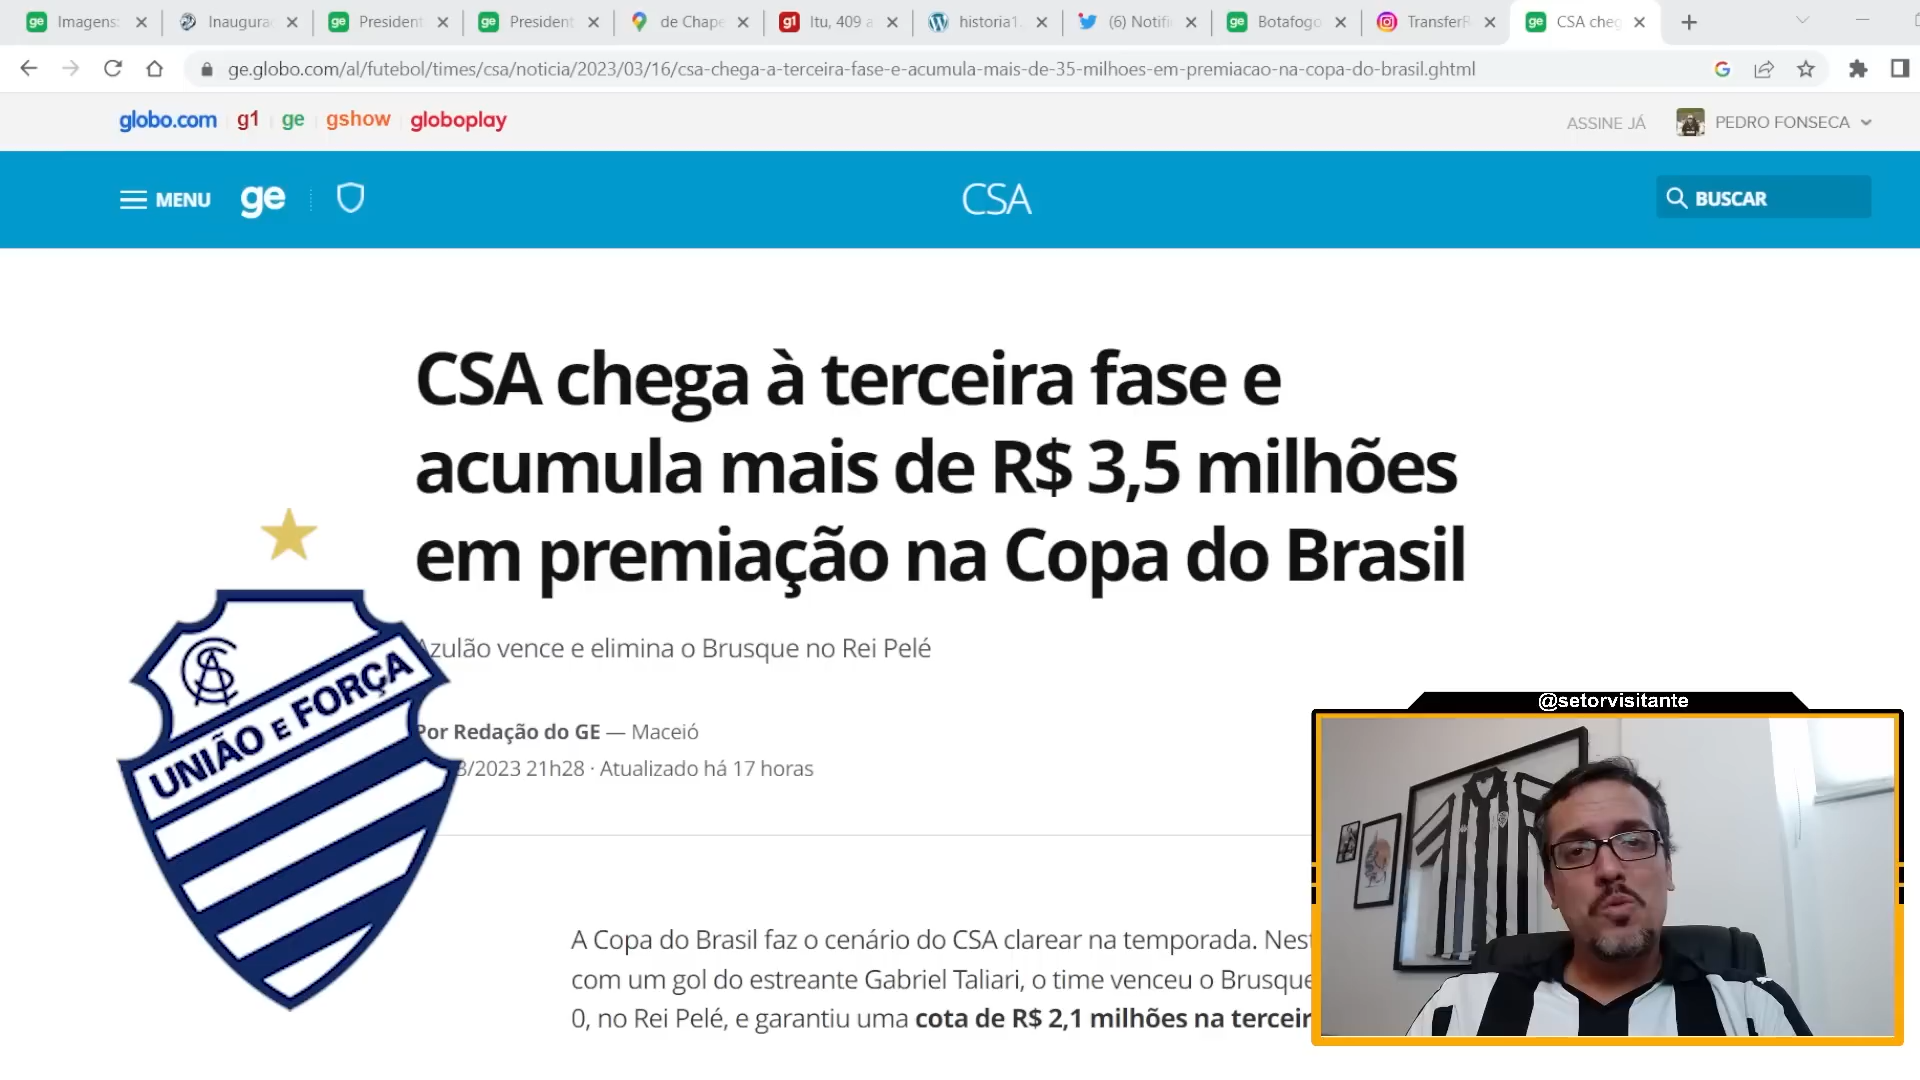 Imagens:
Inaugura
President
President
de Chape
Itu, 409 a
historia1.
(6) Notifi
Botafogo
TransferR
CSA cheg
ge.globo.com/al/futebol/times/csa/noticia/2023/03/16/csa-chega-a-terceira-fase-e-acumula-mais-de-35-milhoes-em-premiacao-na-copa-do-brasil.ghtml
globo.com g1 ge gshow globoplay
ASSINE JÁ
PEDRO FONSECA
MENU ge
CSA
BUSCAR
CSA chega à terceira fase e
acumula mais de R$ 3,5 milhões
em premiação na Copa do Brasil
Azulão vence e elimina o Brusque no Rei Pelé
Por Redação do GE — Maceió
3/2023 21h28 · Atualizado há 17 horas
CSA
UNIÃO E FORÇA
A Copa do Brasil faz o cenário do CSA clarear na temporada. Nest
com um gol do estreante Gabriel Taliari, o time venceu o Brusque
0, no Rei Pelé, e garantiu uma cota de R$ 2,1 milhões na terceir
@setorvisitante